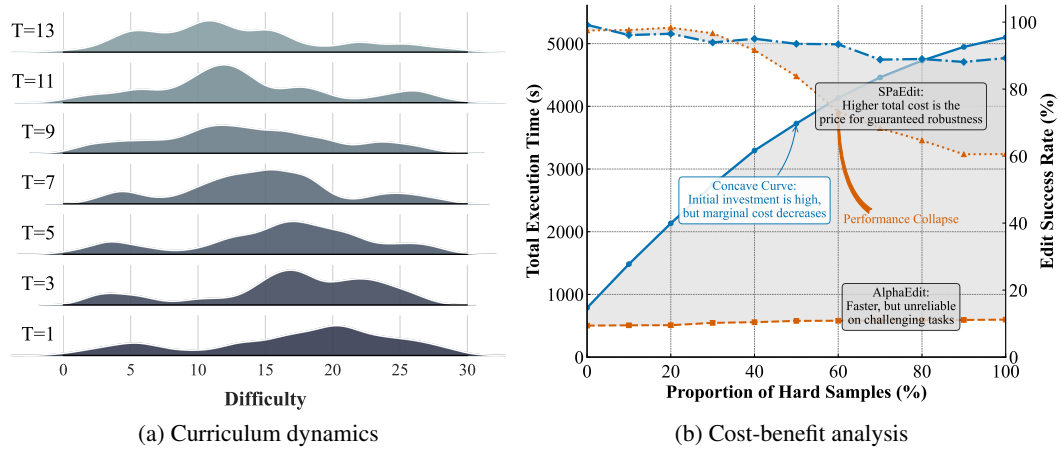 T=13
T=11
T=9
T=7
T=5
T=3
T=1
0 5 10 15 20 25 30
Difficulty
(a) Curriculum dynamics
Total Execution Time (s)
5000
4000
3000
2000
1000
0
SPaEdit:
Higher total cost is the
price for guaranteed robustness
Concave Curve:
Initial investment is high,
but marginal cost decreases
Performance Collapse
AlphaEdit:
Faster, but unreliable
on challenging tasks
100
80
60
40
20
0
Edit Success Rate (%)
0 20 40 60 80 100
Proportion of Hard Samples (%)
(b) Cost-benefit analysis